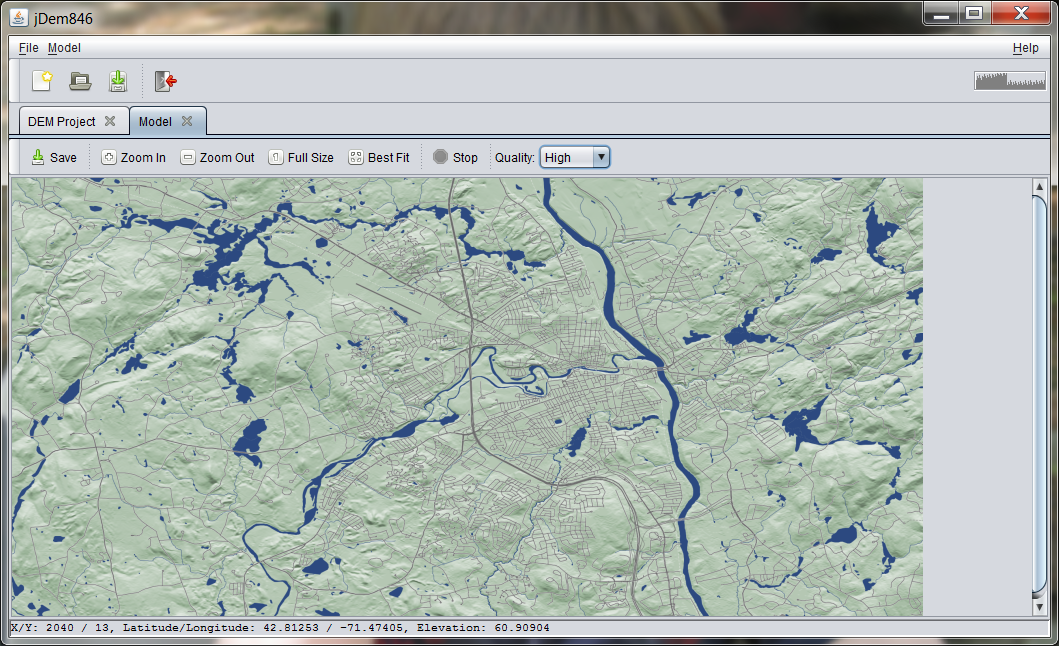 jDem846
File Model Help
DEM Project Model
Save Zoom In Zoom Out Full Size Best Fit Stop Quality: High
X/Y: 2040 / 13, Latitude/Longitude: 42.81253 / -71.47405, Elevation: 60.90904